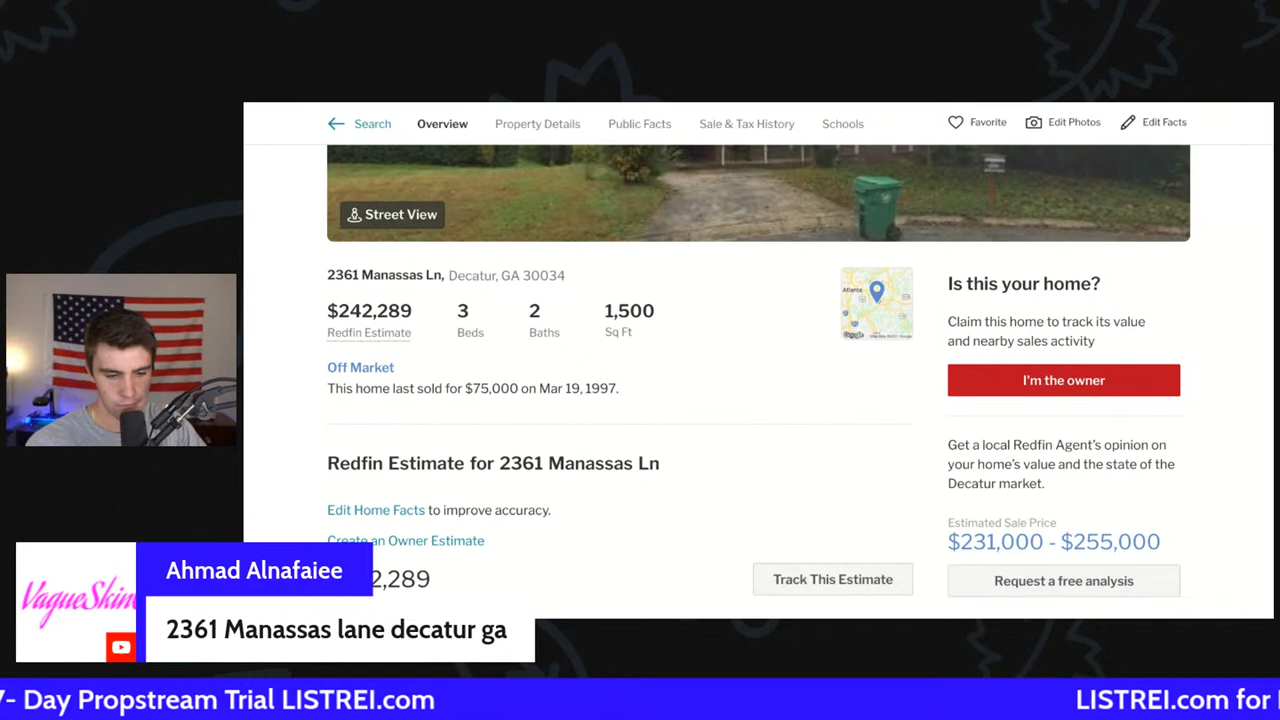 Search
Overview
Property Details
Public Facts
Sale & Tax History
Schools
Favorite
Edit Photos
Edit Facts
Street View
2361 Manassas Ln, Decatur, GA 30034
$242,289
Redfin Estimate
3
Beds
2
Baths
1,500
Sq Ft
Atlanta
Google
Off Market
This home last sold for $75,000 on Mar 19, 1997.
Is this your home?
Claim this home to track its value
and nearby sales activity
I'm the owner
Redfin Estimate for 2361 Manassas Ln
Edit Home Facts to improve accuracy.
Create an Owner Estimate
2,289
Track This Estimate
Get a local Redfin Agent's opinion on
your home's value and the state of the
Decatur market.
Estimated Sale Price
$231,000 - $255,000
Request a free analysis
VagueSkin
Ahmad Alnafaiee
2361 Manassas lane decatur ga
- Day Propstream Trial LISTREI.com
LISTREI.com for